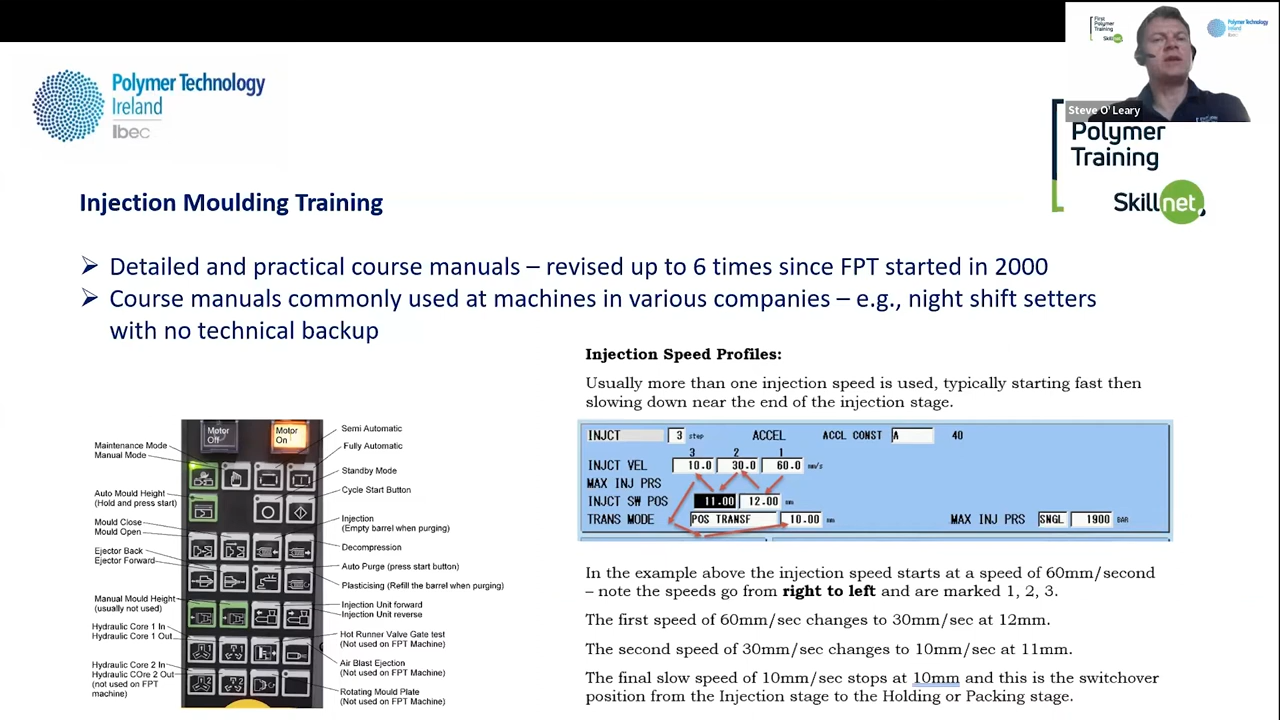 Polymer Technology
Ireland
Ibec
First
Polymer
Training
Skillnet
Polymer Technology
Ireland
Ibec
Steve O' Leary
Polymer
Training
Skillnet
Injection Moulding Training
Detailed and practical course manuals – revised up to 6 times since FPT started in 2000
Course manuals commonly used at machines in various companies – e.g., night shift setters
with no technical backup
Maintenance Mode
Manual Mode
Auto Mould Height
(Hold and press start)
Mould Close
Mould Open
Ejector Back
Ejector Forward
Manual Mould Height
(usually not used)
Hydraulic Core 1 In
Hydraulic Core 1 Out
Hydraulic Core 2 In
Hydraulic COre 2 Out
(not used on FPT
machine)
Motor
Off
Motor
On
Semi Automatic
Fully Automatic
Standby Mode
Cycle Start Button
Injection
(Empty barrel when purging)
Decompression
Auto Purge (press start button)
Plasticising (Refill the barrel when purging)
Injection Unit forward
Injection Unit reverse
Hot Runner Valve Gate test
(Not used on FPT Machine)
Air Blast Ejection
(Not used on FPT Machine)
Rotating Mould Plate
(Not used on FPT Machine)
Injection Speed Profiles:
Usually more than one injection speed is used, typically starting fast then
slowing down near the end of the injection stage.
INJCT 3 step ACCEL ACCL CONST A 40
3 2 1
INJCT VEL 10.0 30.0 60.0 mm/s
MAX INJ PRS
INJCT SW POS 11.00 12.00 mm
TRANS MODE POS TRANSF 10.00 mm MAX INJ PRS SNGL 1900 BAR
In the example above the injection speed starts at a speed of 60mm/second
– note the speeds go from right to left and are marked 1, 2, 3.
The first speed of 60mm/sec changes to 30mm/sec at 12mm.
The second speed of 30mm/sec changes to 10mm/sec at 11mm.
The final slow speed of 10mm/sec stops at 10mm and this is the switchover
position from the Injection stage to the Holding or Packing stage.